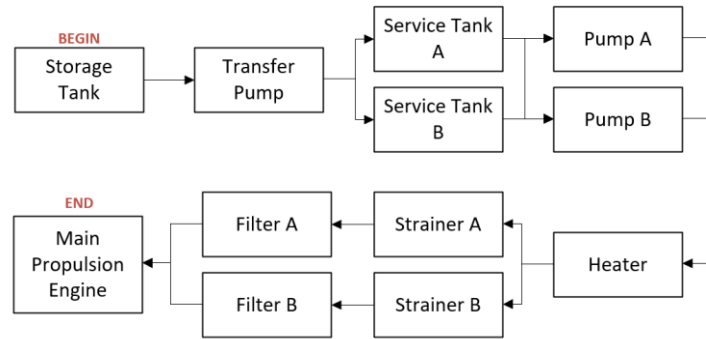 BEGIN
Storage
Tank
Transfer
Pump
Service Tank
A
Service Tank
B
Pump A
Pump B
END
Main
Propulsion
Engine
Filter A
Filter B
Strainer A
Strainer B
Heater